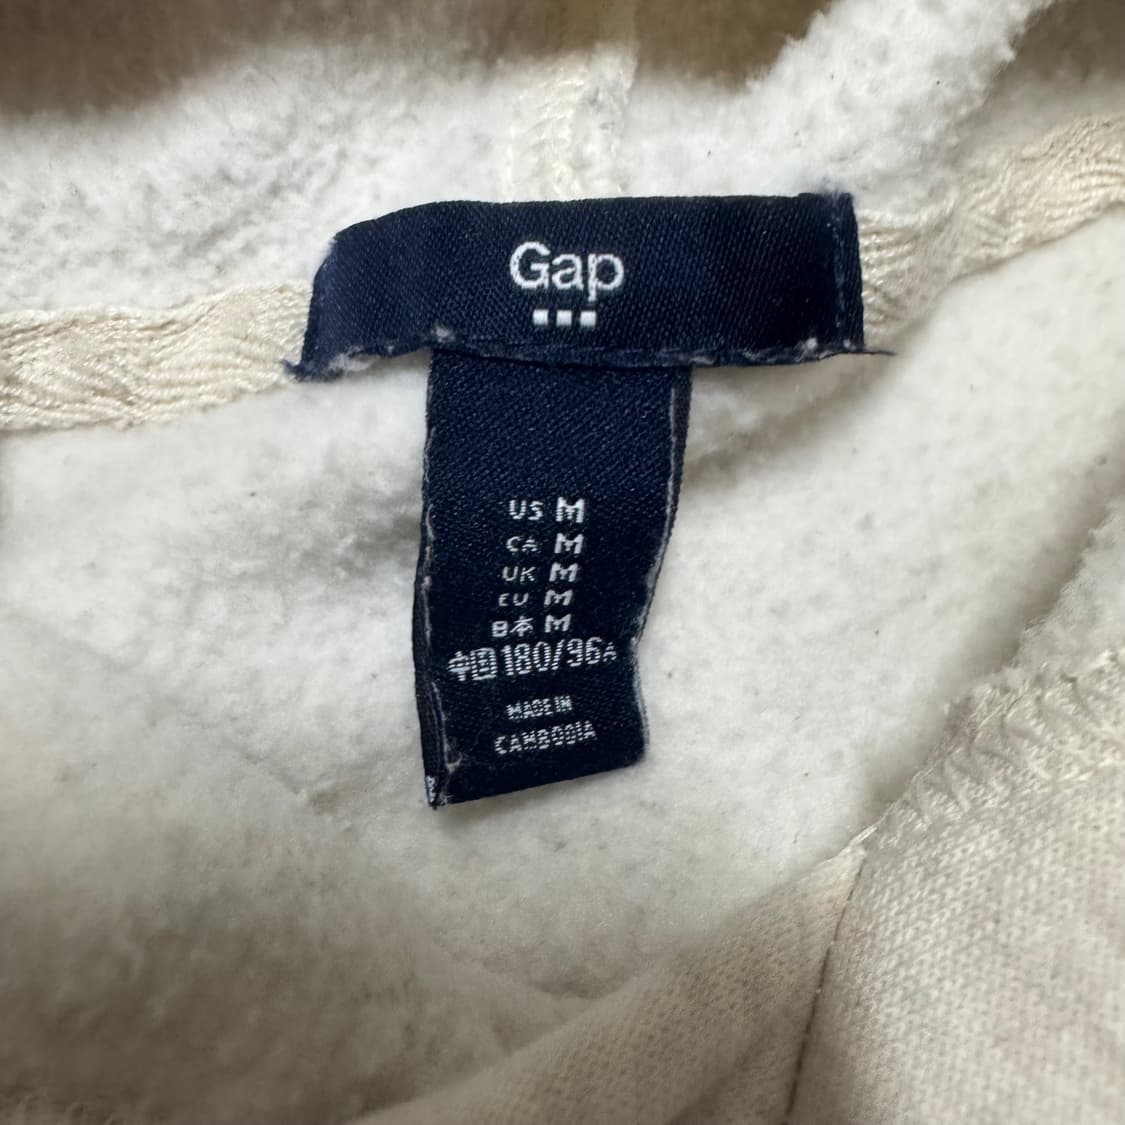 Gap
US M
CA M
UK M
EU M
日本 M
中国 180/96A
MADE IN
CAMBODIA